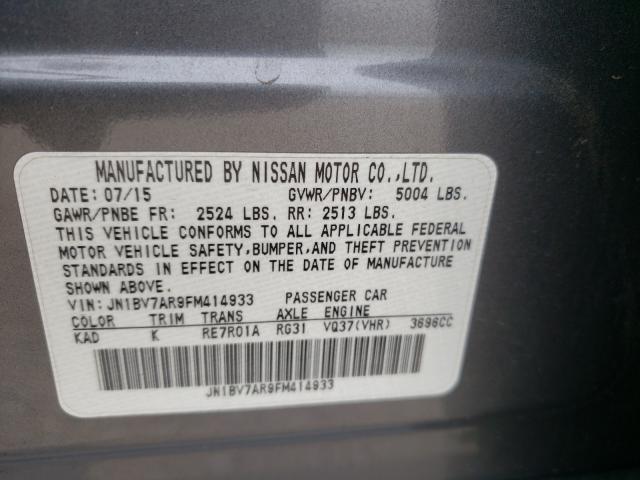 MANUFACTURED BY NISSAN MOTOR CO.,LTD.
DATE: 07/15 GVWR/PNBV: 5004 LBS.
GAWR/PNBE FR: 2524 LBS. RR: 2513 LBS.
THIS VEHICLE CONFORMS TO ALL APPLICABLE FEDERAL
MOTOR VEHICLE SAFETY,BUMPER,AND THEFT PREVENTION
STANDARDS IN EFFECT ON THE DATE OF MANUFACTURE
SHOWN ABOVE.
VIN: JN1BV7AR9FM414933 PASSENGER CAR
COLOR TRIM TRANS AXLE ENGINE
KAD K RE7R01A RG31 VQ37(VHR) 3696CC
JN1BV7AR9FM414933